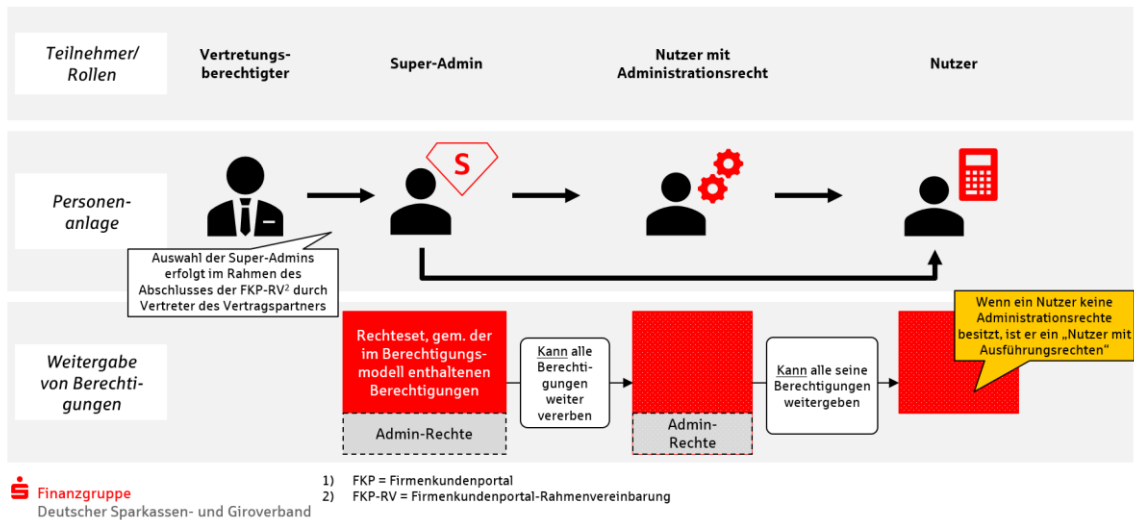 Teilnehmer/
Rollen
Vertretungs-
berechtigter
Super-Admin
Nutzer mit
Administrationsrecht
Nutzer
Personen-
anlage
S
Auswahl der Super-Admins
erfolgt im Rahmen des
Abschlusses der FKP-RV² durch
Vertreter des Vertragspartners
Weitergabe
von Berechti-
gungen
Rechteset, gem. der
im Berechtigungs-
modell enthaltenen
Berechtigungen
Admin-Rechte
Kann alle
Berechti-
gungen
weiter
vererben
Admin-
Rechte
Kann alle seine
Berechtigungen
weitergeben
Wenn ein Nutzer keine
Administrationsrechte
besitzt, ist er ein „Nutzer mit
Ausführungsrechten"
Finanzgruppe
Deutscher Sparkassen- und Giroverband
1) FKP = Firmenkundenportal
2) FKP-RV = Firmenkundenportal-Rahmenvereinbarung